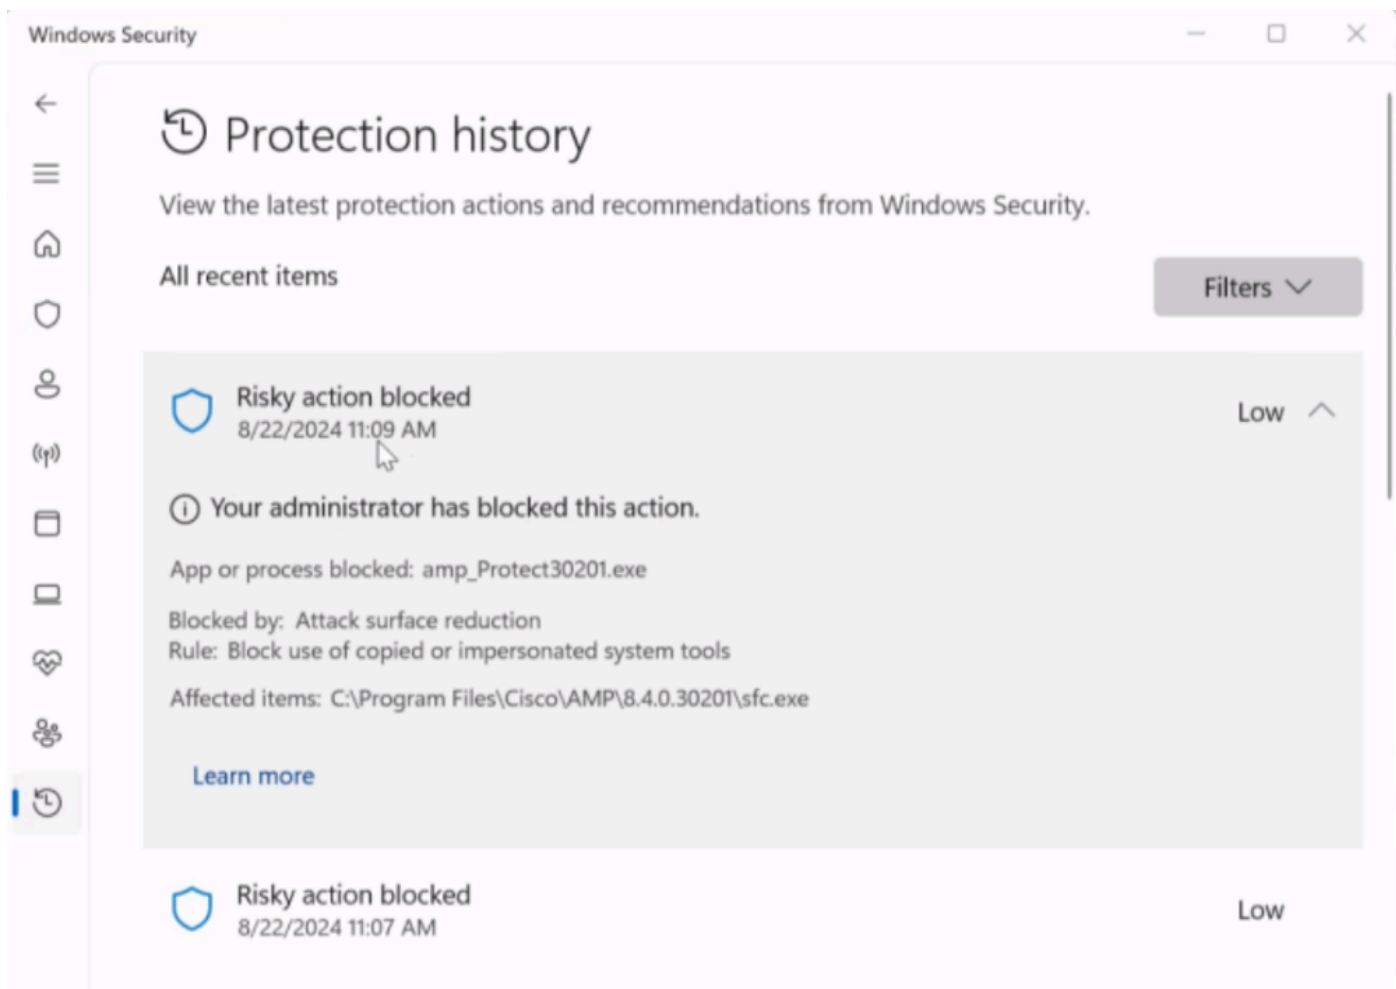 Windows Security
Protection history
View the latest protection actions and recommendations from Windows Security.
All recent items
Filters
Risky action blocked
Low
8/22/2024 11:09 AM
Your administrator has blocked this action.
App or process blocked: amp_Protect30201.exe
Blocked by: Attack surface reduction
Rule: Block use of copied or impersonated system tools
Affected items: C:\Program Files\Cisco\AMP\8.4.0.30201\sfc.exe
Learn more
Risky action blocked
Low
8/22/2024 11:07 AM